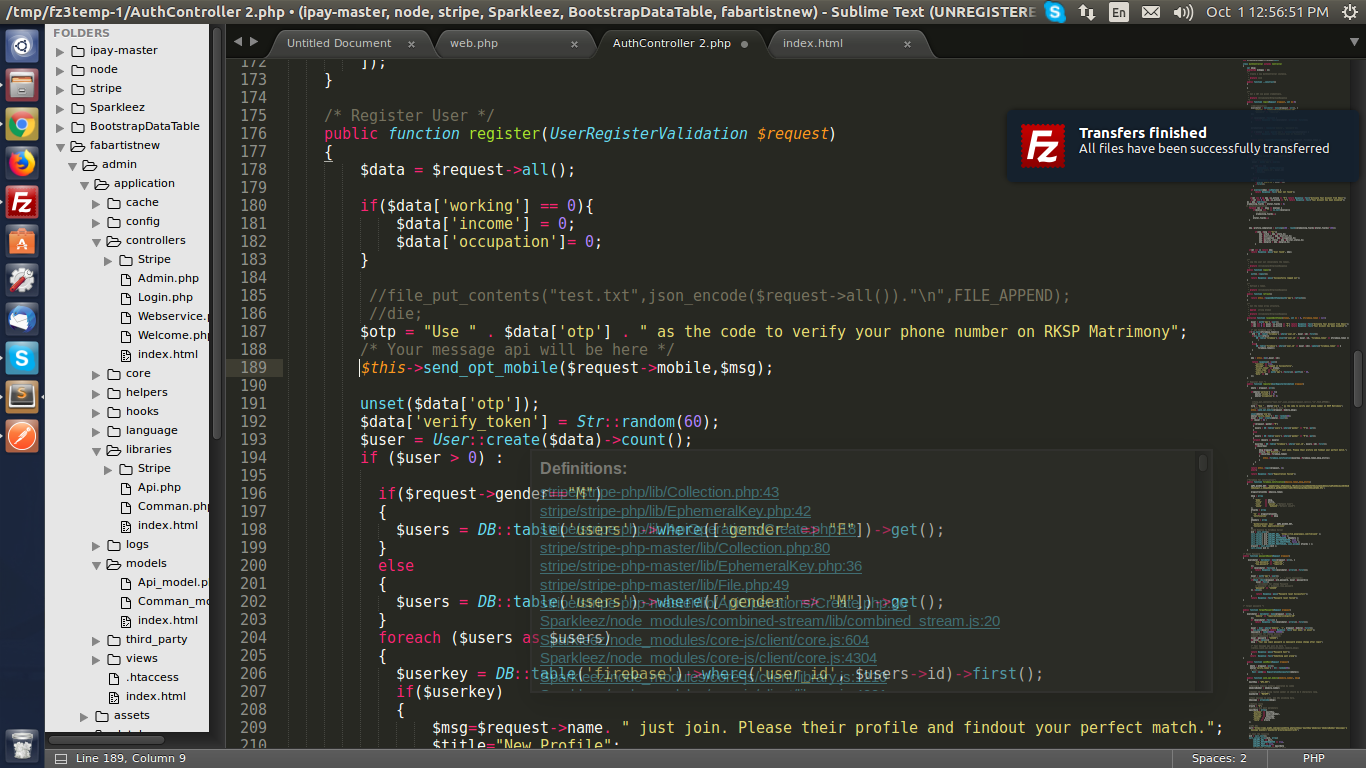 /tmp/fz3temp-1/AuthController 2.php • (ipay-master, node, stripe, Sparkleez, BootstrapDataTable, fabartistnew) - Sublime Text (UNREGISTERE
En
Oct 1 12:56:51 PM
FOLDERS
ipay-master
node
stripe
Sparkleez
BootstrapDataTable
fabartistnew
admin
application
cache
config
controllers
Stripe
Admin.php
Login.php
Webservice.p
Welcome.php
index.html
core
helpers
hooks
language
libraries
Stripe
Api.php
Comman.php
index.html
logs
models
Api_model.p
Comman_mo
index.html
third_party
views
.htaccess
index.html
assets
Untitled Document ×
web.php ×
AuthController 2.php
index.html ×
172 ]);
173 }
174
175 /* Register User */
176 public function register(UserRegisterValidation $request)
177 {
178 $data = $request->all();
179
180 if($data['working'] == 0){
181 $data['income'] = 0;
182 $data['occupation']= 0;
183 }
184
185 //file_put_contents("test.txt",json_encode($request->all())."\n",FILE_APPEND);
186 //die;
187 $otp = "Use " . $data['otp'] . " as the code to verify your phone number on RKSP Matrimony";
188 /* Your message api will be here */
189 $this->send_opt_mobile($request->mobile,$msg);
190
191 unset($data['otp']);
192 $data['verify_token'] = Str::random(60);
193 $user = User::create($data)->count();
194 if ($user > 0) :
195
196 if($request->gender=="M")
197 {
198 $users = DB::table('users')->where(['gender' => "F"])->get();
199 }
200 else
201 {
202 $users = DB::table('users')->where(['gender' => "M"])->get();
203 }
204 foreach ($users as $users)
205 {
206 $userkey = DB::table('firebase')->where('user_id', $users->id)->first();
207 if($userkey)
208 {
209 $msg=$request->name. " just join. Please their profile and findout your perfect match.";
210 $title="New Profile";
Definitions:
stripe/stripe-php/lib/Collection.php:43
stripe/stripe-php/lib/EphemeralKey.php:42
stripe/stripe-php-master/lib/Collection.php:80
stripe/stripe-php-master/lib/EphemeralKey.php:36
stripe/stripe-php-master/lib/File.php:49
Sparkleez/node_modules/combined-stream/lib/combined_stream.js:20
Sparkleez/node_modules/core-js/client/core.js:604
Sparkleez/node_modules/core-js/client/core.js:4304
Fz
Transfers finished
All files have been successfully transferred
Line 189, Column 9
Spaces: 2
PHP